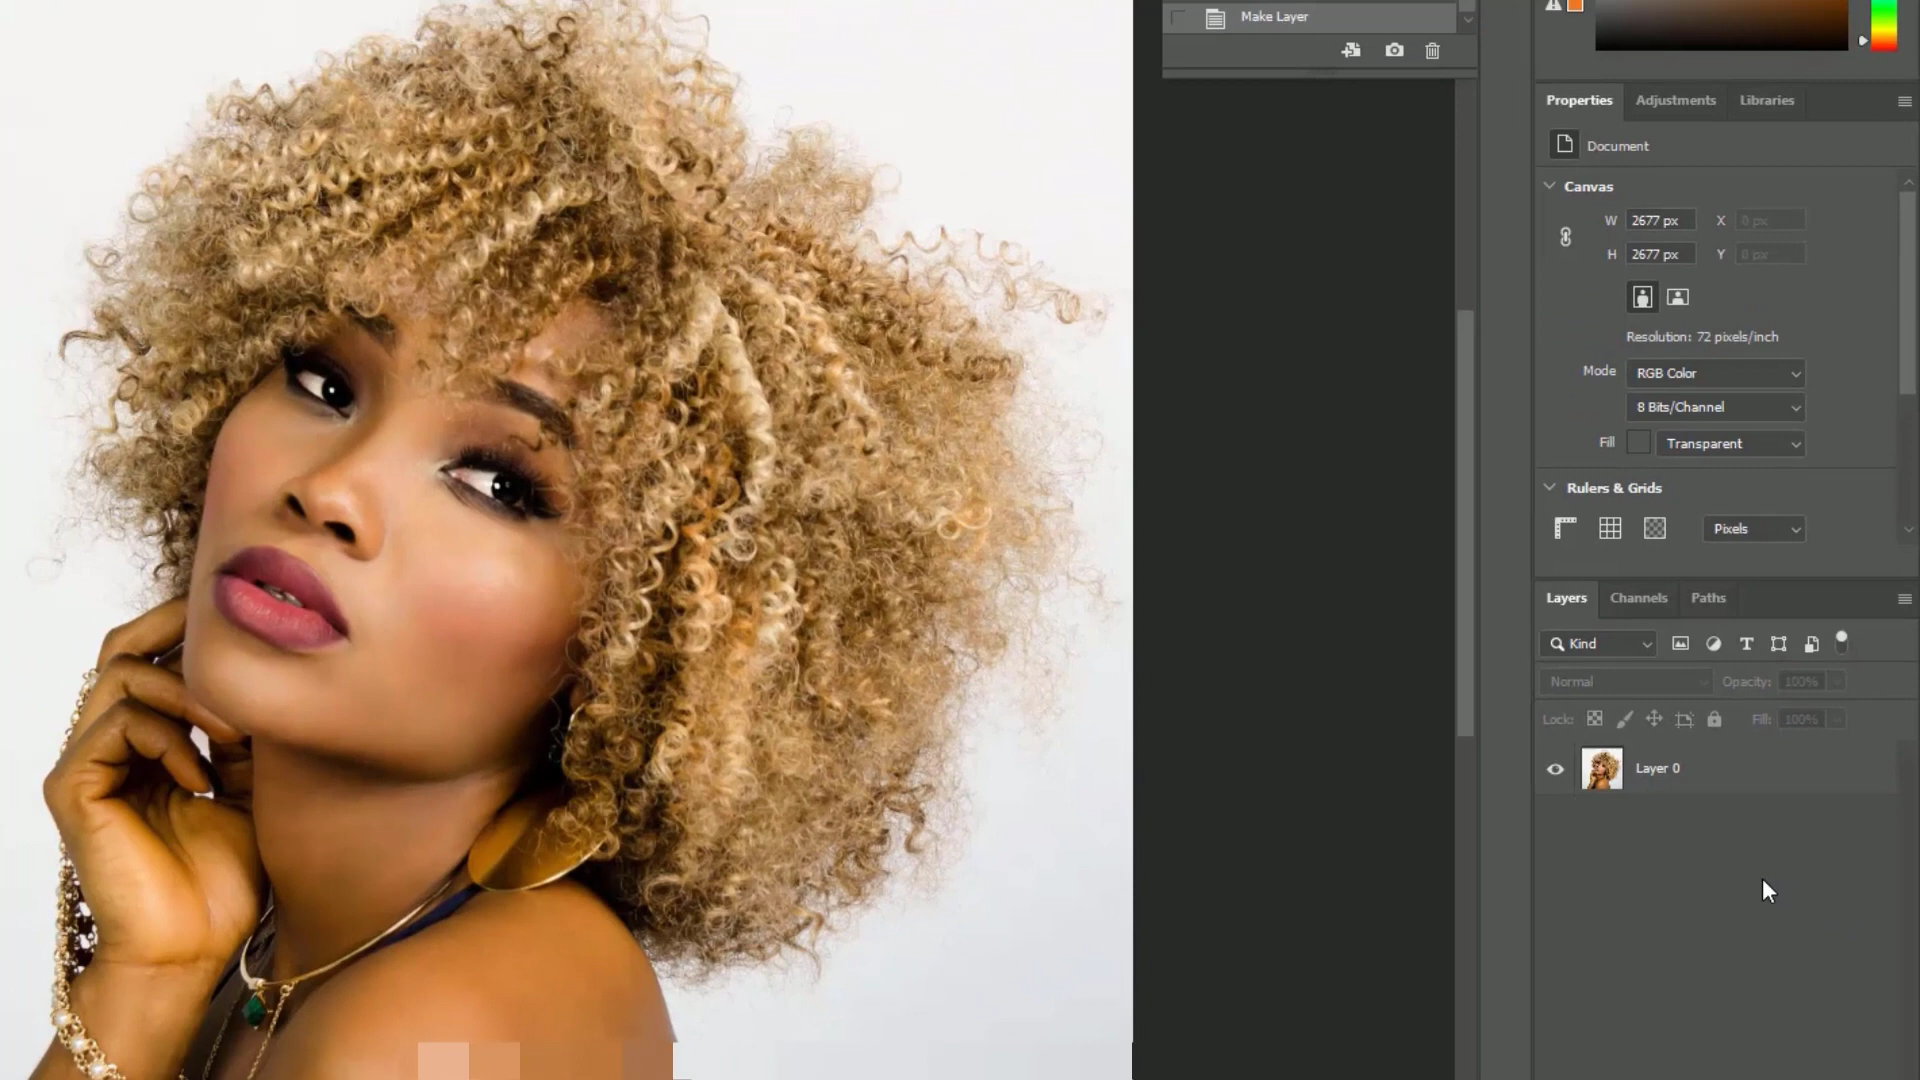 Make Layer
Properties Adjustments Libraries
Document
Canvas
W 2677 px X 0 px
H 2677 px Y 0 px
Resolution: 72 pixels/inch
Mode RGB Color
8 Bits/Channel
Fill Transparent
Rulers & Grids
Pixels
Layers Channels Paths
Kind
Normal Opacity: 100%
Lock: Fill: 100%
Layer 0